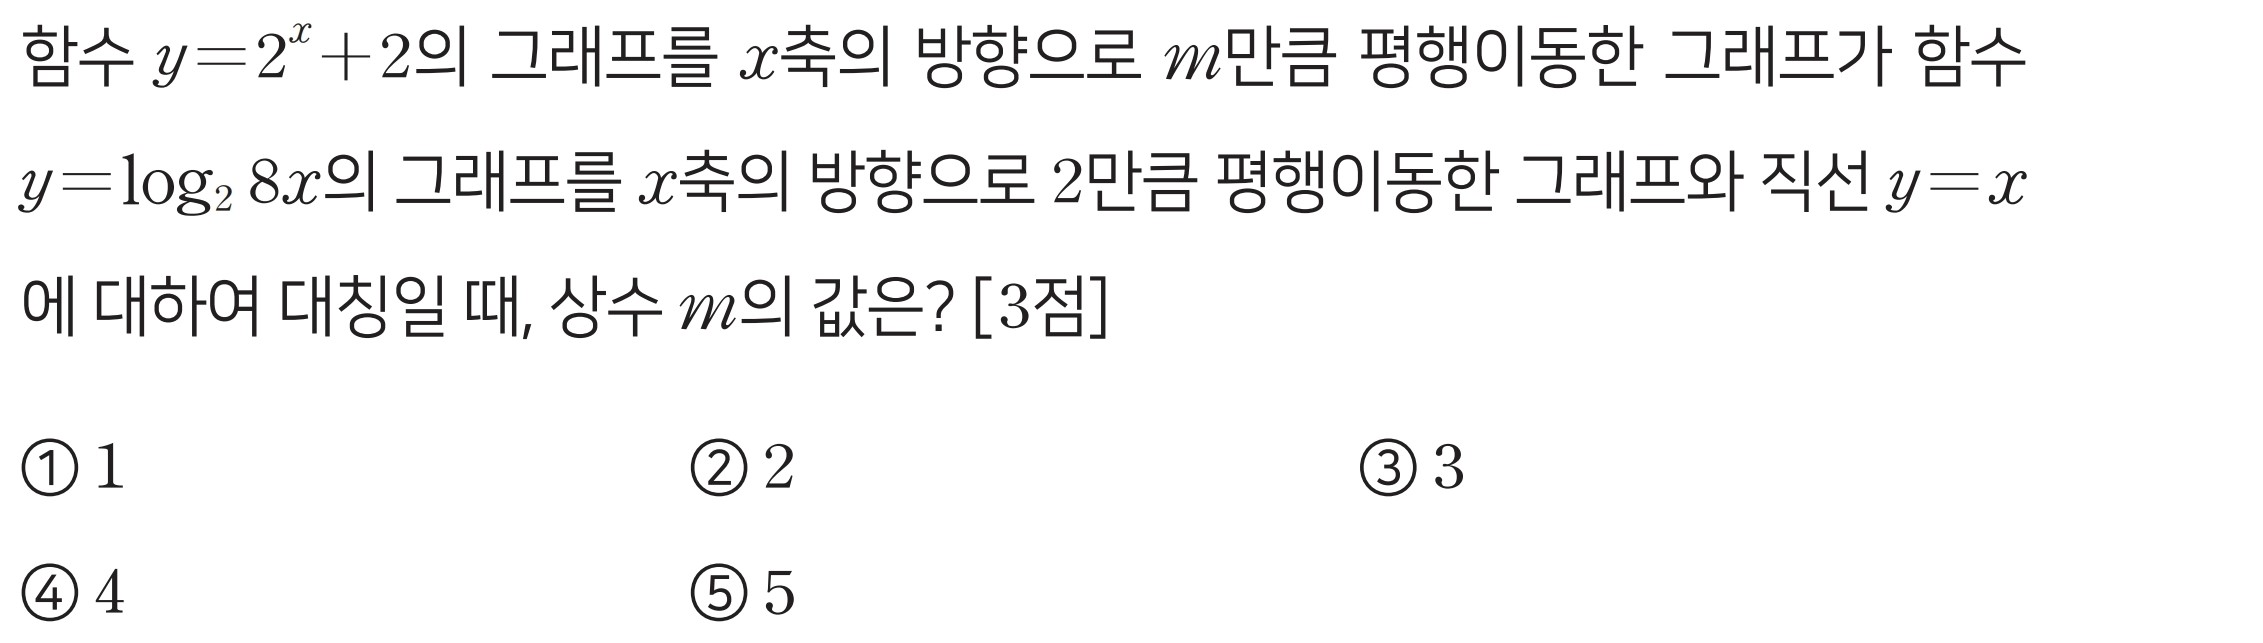 함수 y=2^x+2의 그래프를 x축의 방향으로 m만큼 평행이동한 그래프가 함수
y=log₂ 8x의 그래프를 x축의 방향으로 2만큼 평행이동한 그래프와 직선 y=x
에 대하여 대칭일 때, 상수 m의 값은? [3점]
① 1 ② 2 ③ 3
④ 4 ⑤ 5